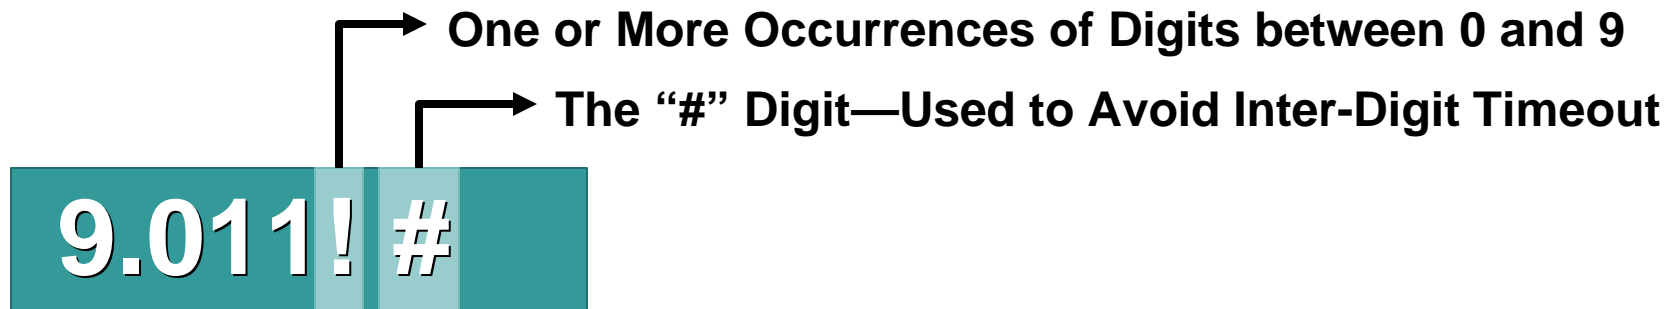 One or More Occurrences of Digits between 0 and 9
The “#” Digit—Used to Avoid Inter-Digit Timeout
9.011! #